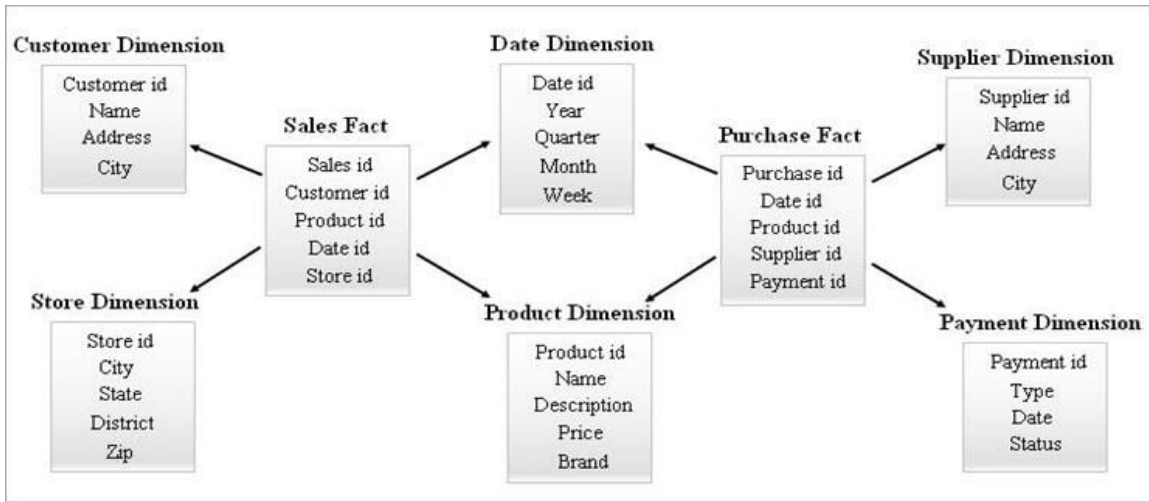 Customer Dimension
Customer id
Name
Address
City
Sales Fact
Sales id
Customer id
Product id
Date id
Store id
Date Dimension
Date id
Year
Quarter
Month
Week
Purchase Fact
Purchase id
Date id
Product id
Supplier id
Payment id
Supplier Dimension
Supplier id
Name
Address
City
Store Dimension
Store id
City
State
District
Zip
Product Dimension
Product id
Name
Description
Price
Brand
Payment Dimension
Payment id
Type
Date
Status